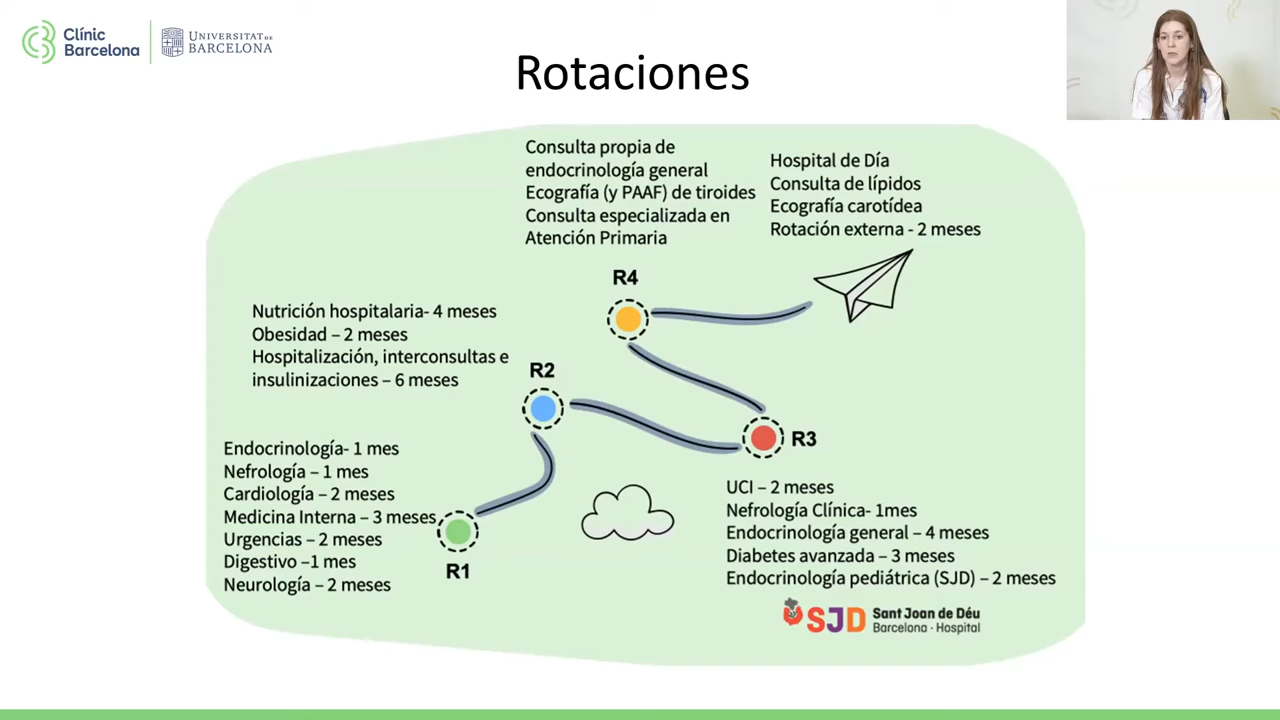 Clínic
Barcelona
UNIVERSITAT DE
BARCELONA
Rotaciones
Consulta propia de
endocrinología general
Ecografía (y PAAF) de tiroides
Consulta especializada en
Atención Primaria
Hospital de Día
Consulta de lípidos
Ecografía carotídea
Rotación externa - 2 meses
R4
Nutrición hospitalaria- 4 meses
Obesidad – 2 meses
Hospitalización, interconsultas e
insulinizaciones – 6 meses
R2
R3
Endocrinología- 1 mes
Nefrología – 1 mes
Cardiología – 2 meses
Medicina Interna – 3 meses
Urgencias – 2 meses
Digestivo –1 mes
Neurología – 2 meses
R1
UCI – 2 meses
Nefrología Clínica- 1mes
Endocrinología general – 4 meses
Diabetes avanzada – 3 meses
Endocrinología pediátrica (SJD) – 2 meses
SJD Sant Joan de Déu
Barcelona · Hospital